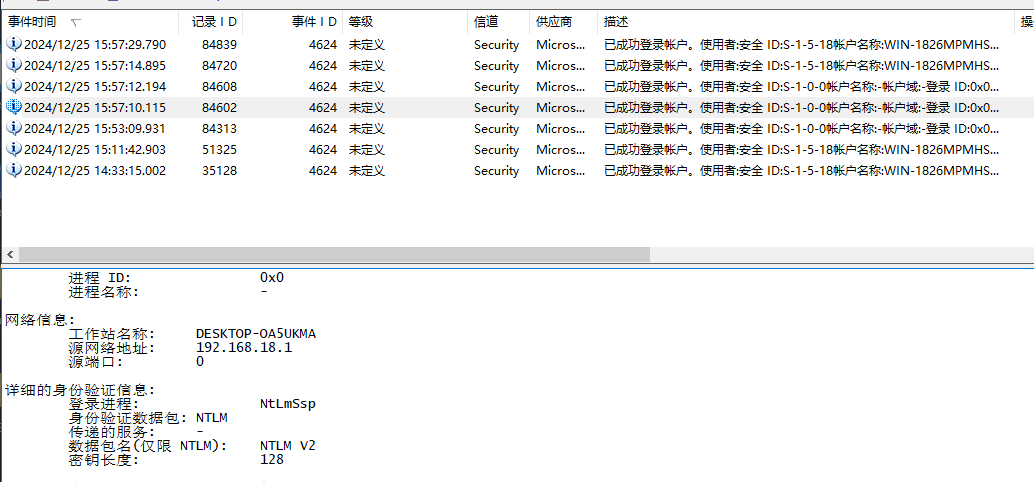 事件时间 记录 I D 事件 I D 等级 信道 供应商 描述 操
2024/12/25 15:57:29.790 84839 4624 未定义 Security Micros... 已成功登录帐户。使用者:安全 ID:S-1-5-18帐户名称:WIN-1826MPMHS...
2024/12/25 15:57:14.895 84720 4624 未定义 Security Micros... 已成功登录帐户。使用者:安全 ID:S-1-5-18帐户名称:WIN-1826MPMHS...
2024/12/25 15:57:12.194 84608 4624 未定义 Security Micros... 已成功登录帐户。使用者:安全 ID:S-1-0-0帐户名称:-帐户域:-登录 ID:0x0...
2024/12/25 15:57:10.115 84602 4624 未定义 Security Micros... 已成功登录帐户。使用者:安全 ID:S-1-0-0帐户名称:-帐户域:-登录 ID:0x0...
2024/12/25 15:53:09.931 84313 4624 未定义 Security Micros... 已成功登录帐户。使用者:安全 ID:S-1-0-0帐户名称:-帐户域:-登录 ID:0x0...
2024/12/25 15:11:42.903 51325 4624 未定义 Security Micros... 已成功登录帐户。使用者:安全 ID:S-1-5-18帐户名称:WIN-1826MPMHS...
2024/12/25 14:33:15.002 35128 4624 未定义 Security Micros... 已成功登录帐户。使用者:安全 ID:S-1-5-18帐户名称:WIN-1826MPMHS...
进程 ID: 0x0
进程名称: -
网络信息:
工作站名称: DESKTOP-OA5UKMA
源网络地址: 192.168.18.1
源端口: 0
详细的身份验证信息:
登录进程: NtLmSsp
身份验证数据包: NTLM
传递的服务: -
数据包名(仅限 NTLM): NTLM V2
密钥长度: 128